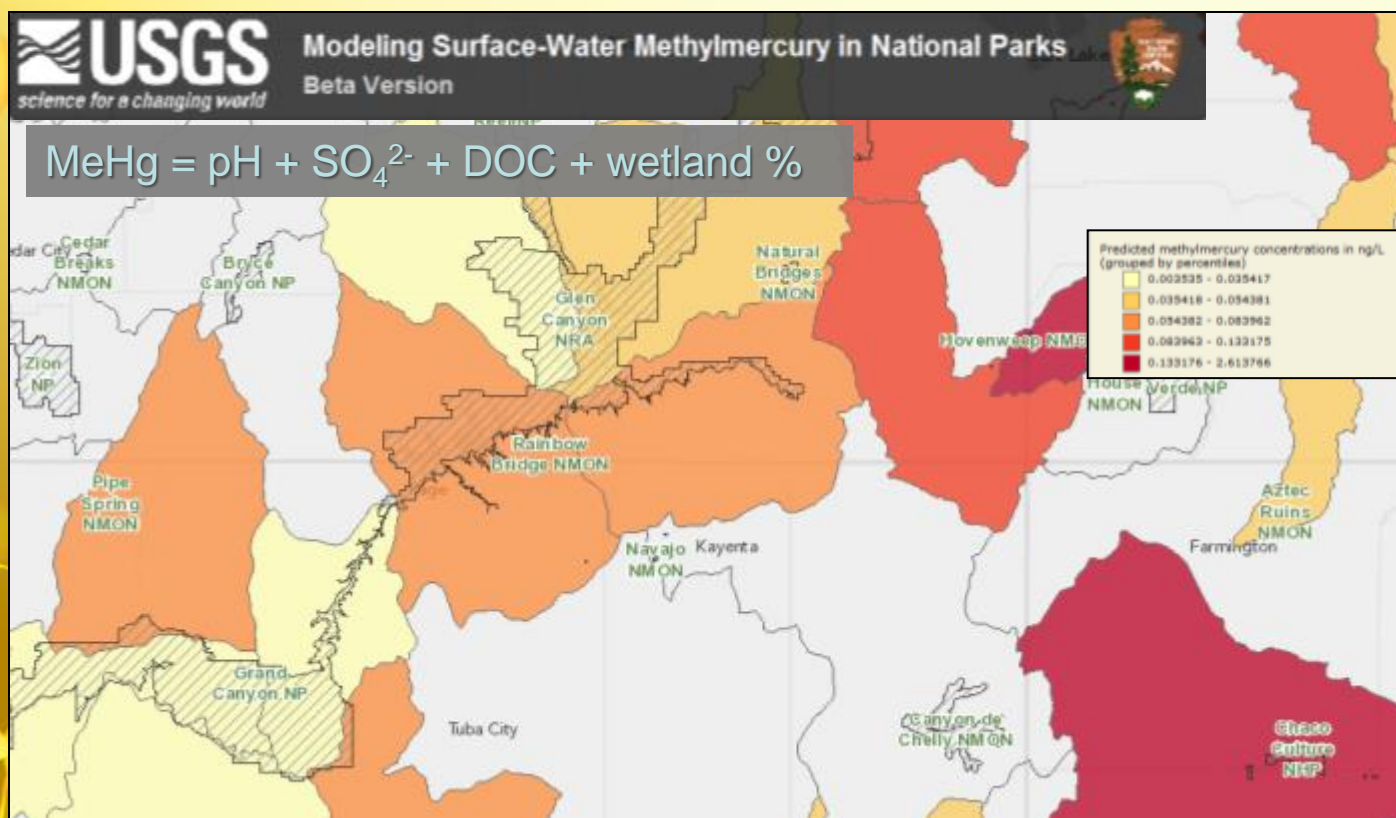 USGS
science for a changing world
Modeling Surface-Water Methylmercury in National Parks
Beta Version
MeHg = pH + SO₄²⁻ + DOC + wetland %
Predicted methylmercury concentrations in ng/L
(grouped by percentiles)
0.003535 - 0.035417
0.035418 - 0.054381
0.054382 - 0.083962
0.083963 - 0.133175
0.133176 - 2.613766
Cedar
Breaks
NMON
Bryce
Canyon NP
Natural
Bridges
NMON
Glen
Canyon
NRA
Zion
NP
Hovenweep
House
NMON
Verde NP
Rainbow
Bridge NMON
Pipe
Spring
NMON
Aztec
Ruins
NMON
Navajo
NMON
Kayenta
Farmington
Grand
Canyon NP
Tuba City
Canyon de
Chelly NMON
Chaco
Culture
NHP